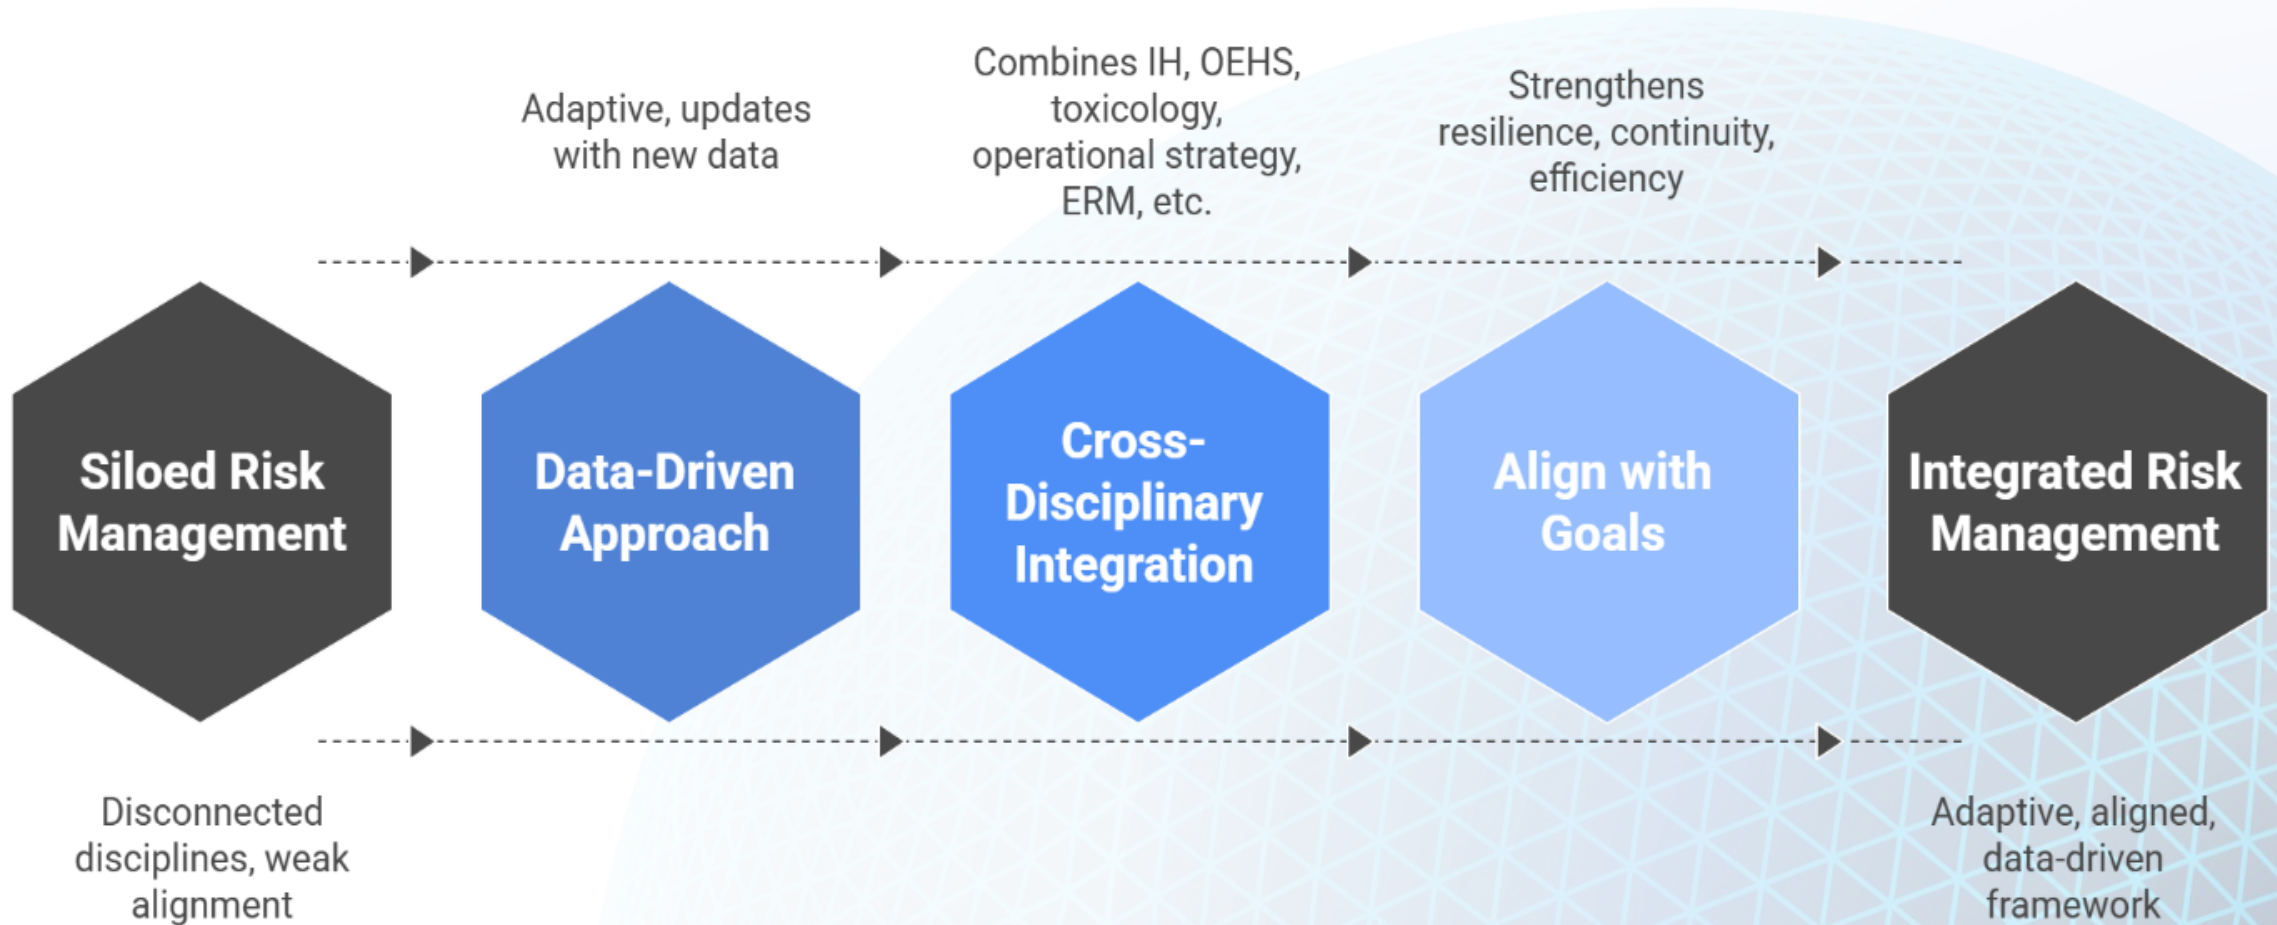 Adaptive, updates
with new data
Combines IH, OEHS,
toxicology,
operational strategy,
ERM, etc.
Strengthens
resilience, continuity,
efficiency
Siloed Risk
Management
Data-Driven
Approach
Cross-
Disciplinary
Integration
Align with
Goals
Integrated Risk
Management
Disconnected
disciplines, weak
alignment
Adaptive, aligned,
data-driven
framework